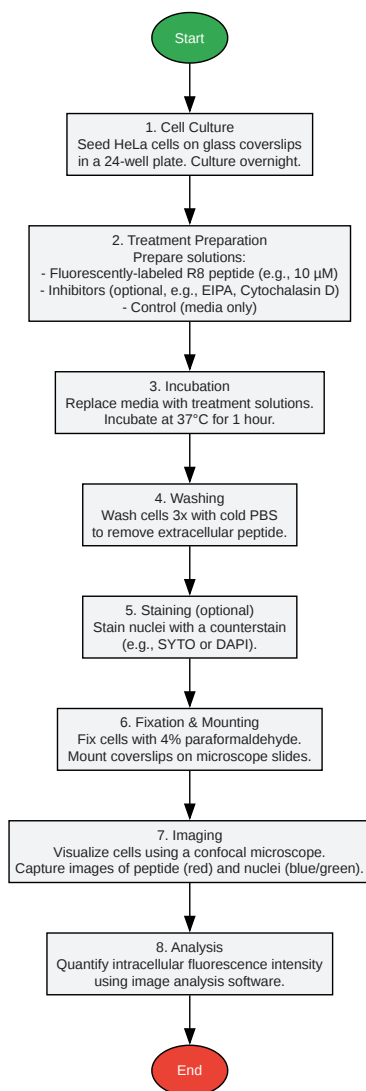 Start
1. Cell Culture
Seed HeLa cells on glass coverslips
in a 24-well plate. Culture overnight.
2. Treatment Preparation
Prepare solutions:
- Fluorescently-labeled R8 peptide (e.g., 10 µM)
- Inhibitors (optional, e.g., EIPA, Cytochalasin D)
- Control (media only)
3. Incubation
Replace media with treatment solutions.
Incubate at 37°C for 1 hour.
4. Washing
Wash cells 3x with cold PBS
to remove extracellular peptide.
5. Staining (optional)
Stain nuclei with a counterstain
(e.g., SYTO or DAPI).
6. Fixation & Mounting
Fix cells with 4% paraformaldehyde.
Mount coverslips on microscope slides.
7. Imaging
Visualize cells using a confocal microscope.
Capture images of peptide (red) and nuclei (blue/green).
8. Analysis
Quantify intracellular fluorescence intensity
using image analysis software.
End